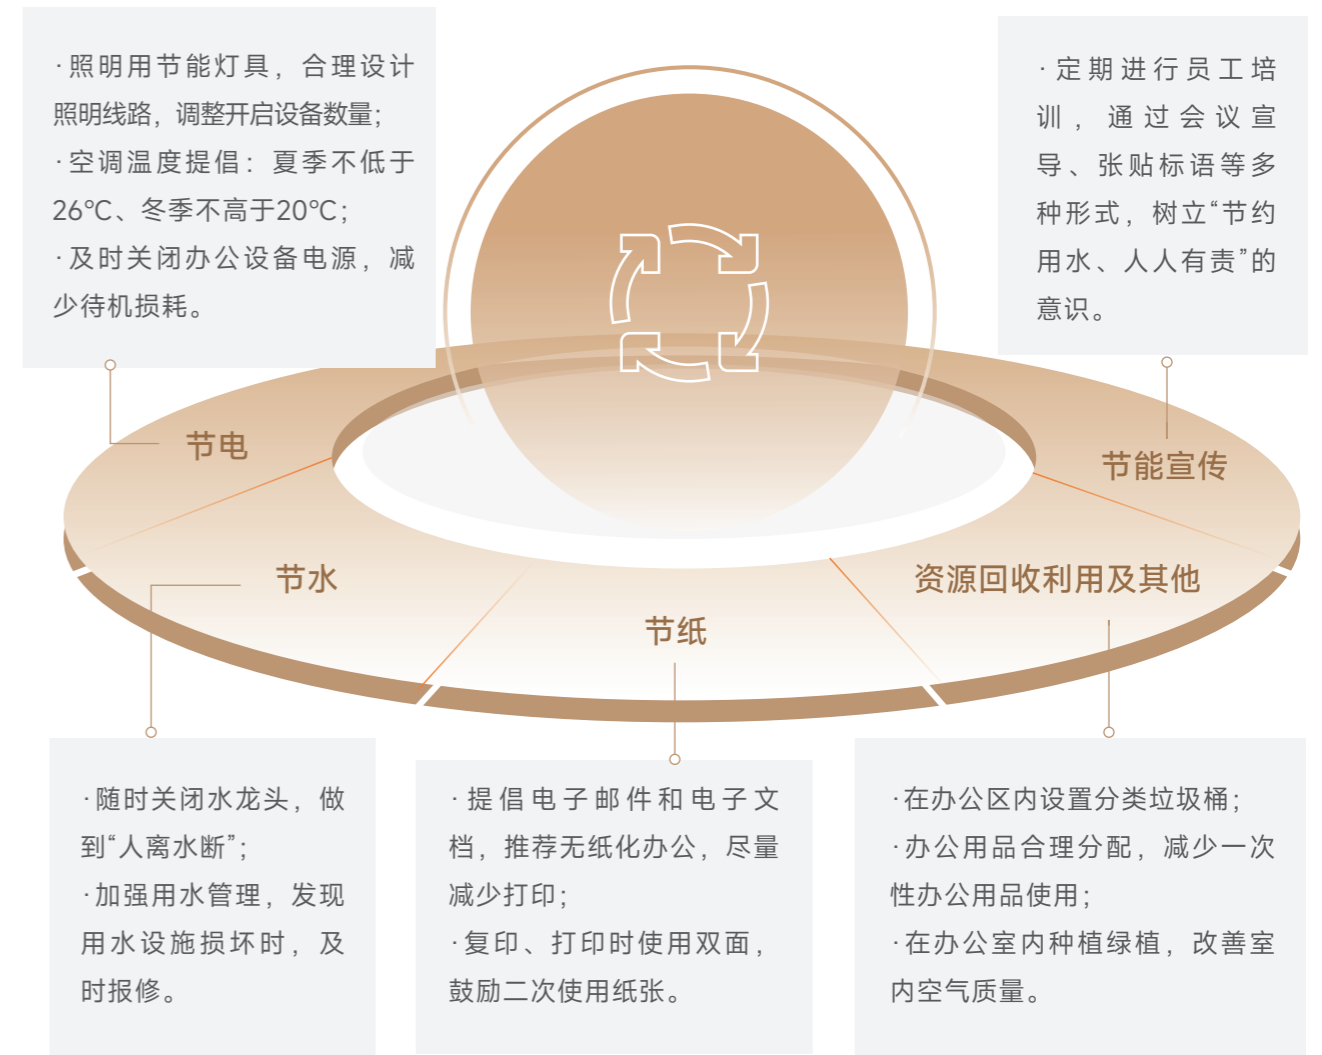 ·照明用节能灯具，合理设计
照明线路，调整开启设备数量；
·空调温度提倡：夏季不低于
26℃、冬季不高于20℃；
·及时关闭办公设备电源，减
少待机损耗。
·定期进行员工培
训，通过会议宣
导、张贴标语等多
种形式，树立“节约
用水、人人有责”的
意识。
节电
节能宣传
节水
资源回收利用及其他
节纸
·随时关闭水龙头，做
到“人离水断”；
·加强用水管理，发现
用水设施损坏时，及
时报修。
·提倡电子邮件和电子文
档，推荐无纸化办公，尽量
减少打印；
·复印、打印时使用双面，
鼓励二次使用纸张。
·在办公区内设置分类垃圾桶；
·办公用品合理分配，减少一次
性办公用品使用；
·在办公室内种植绿植，改善室
内空气质量。